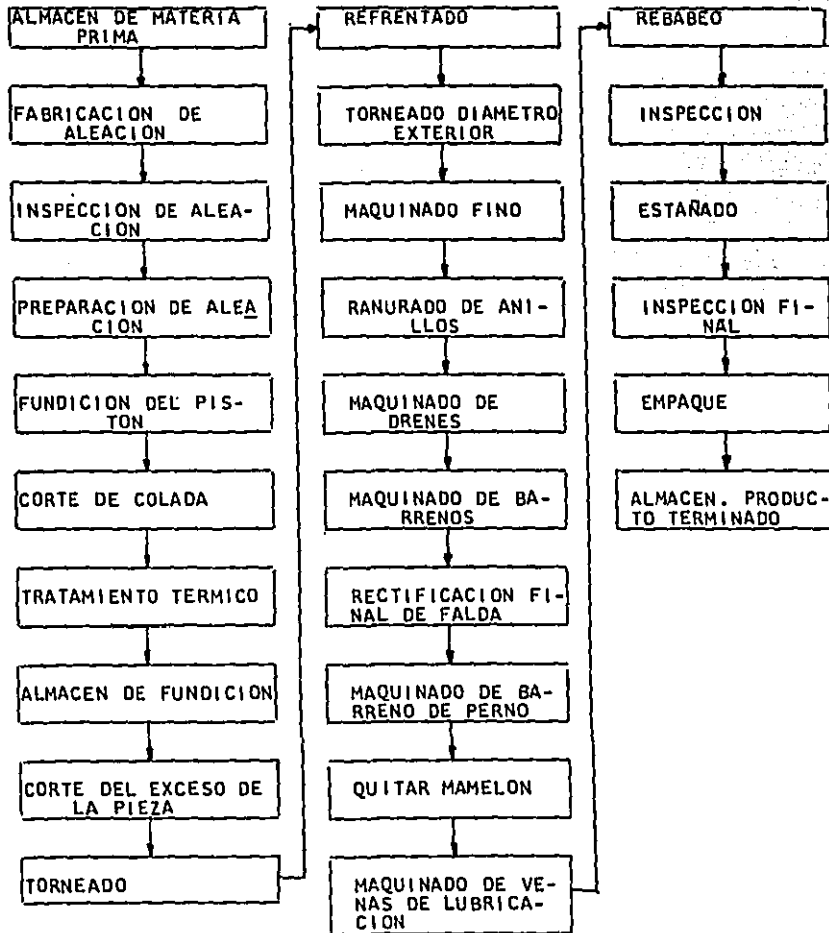 ALMACEN DE MATERIA
PRIMA
FABRICACION DE
ALEACION
INSPECCION DE ALEA-
CION
PREPARACION DE ALEA
CION
FUNDICION DEL PIS-
TON
CORTE DE COLADA
TRATAMIENTO TERMICO
ALMACEN DE FUNDICION
CORTE DEL EXCESO DE
LA PIEZA
TORNEADO
REFRENTADO
TORNEADO DIAMETRO
EXTERIOR
MAQUINADO FINO
RANURADO DE ANI-
LLOS
MAQUINADO DE
DRENES
MAQUINADO DE BA-
RRENOS
RECTIFICACION FI-
NAL DE FALDA
MAQUINADO DE BA-
RRENO DE PERNO
QUITAR MAMELON
MAQUINADO DE VE-
NAS DE LUBRICA-
CION
REBABEO
INSPECCION
ESTAÑADO
INSPECCION FI-
NAL
EMPAQUE
ALMACEN. PRODUC-
TO TERMINADO